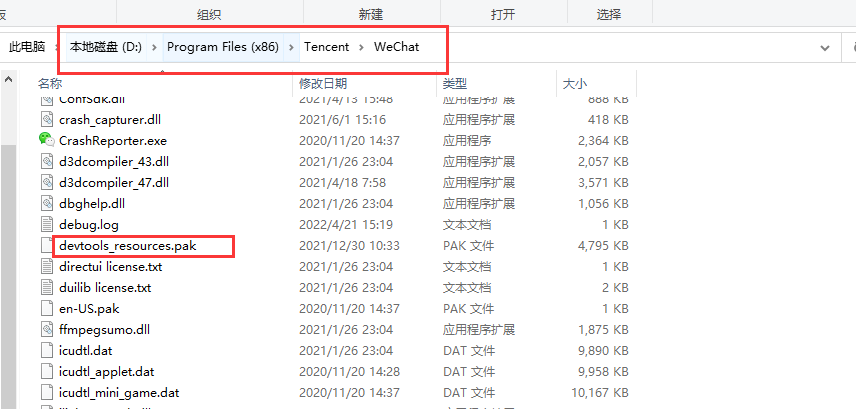 组织 新建 打开 选择
此电脑 › 本地磁盘 (D:) › Program Files (x86) › Tencent › WeChat
名称 修改日期 类型 大小
ConfSdk.dll 2021/4/13 15:48 应用程序扩展 888 KB
crash_capturer.dll 2021/6/1 15:16 应用程序扩展 418 KB
CrashReporter.exe 2020/11/20 14:37 应用程序 2,364 KB
d3dcompiler_43.dll 2021/1/26 23:04 应用程序扩展 2,057 KB
d3dcompiler_47.dll 2021/4/18 7:58 应用程序扩展 3,571 KB
dbghelp.dll 2021/1/26 23:04 应用程序扩展 1,056 KB
debug.log 2022/4/21 15:19 文本文档 1 KB
devtools_resources.pak 2021/12/30 10:33 PAK 文件 4,795 KB
directui license.txt 2021/1/26 23:04 文本文档 1 KB
duilib license.txt 2021/1/26 23:04 文本文档 2 KB
en-US.pak 2020/11/20 14:37 PAK 文件 1 KB
ffmpegsumo.dll 2021/1/26 23:04 应用程序扩展 1,875 KB
icudtl.dat 2021/1/26 23:04 DAT 文件 9,890 KB
icudtl_applet.dat 2020/11/20 14:28 DAT 文件 9,958 KB
icudtl_mini_game.dat 2020/11/20 14:37 DAT 文件 10,167 KB